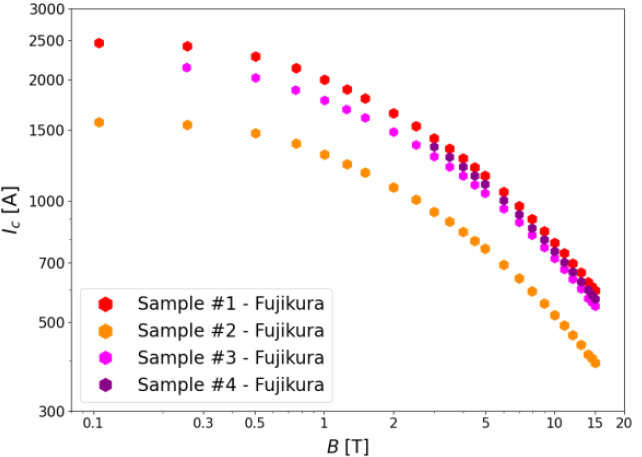 3000
2500
2000
1500
1000
700
500
300
I_c [A]
Sample #1 - Fujikura
Sample #2 - Fujikura
Sample #3 - Fujikura
Sample #4 - Fujikura
0.1 0.3 0.5 1 2 5 10 15 20
B [T]